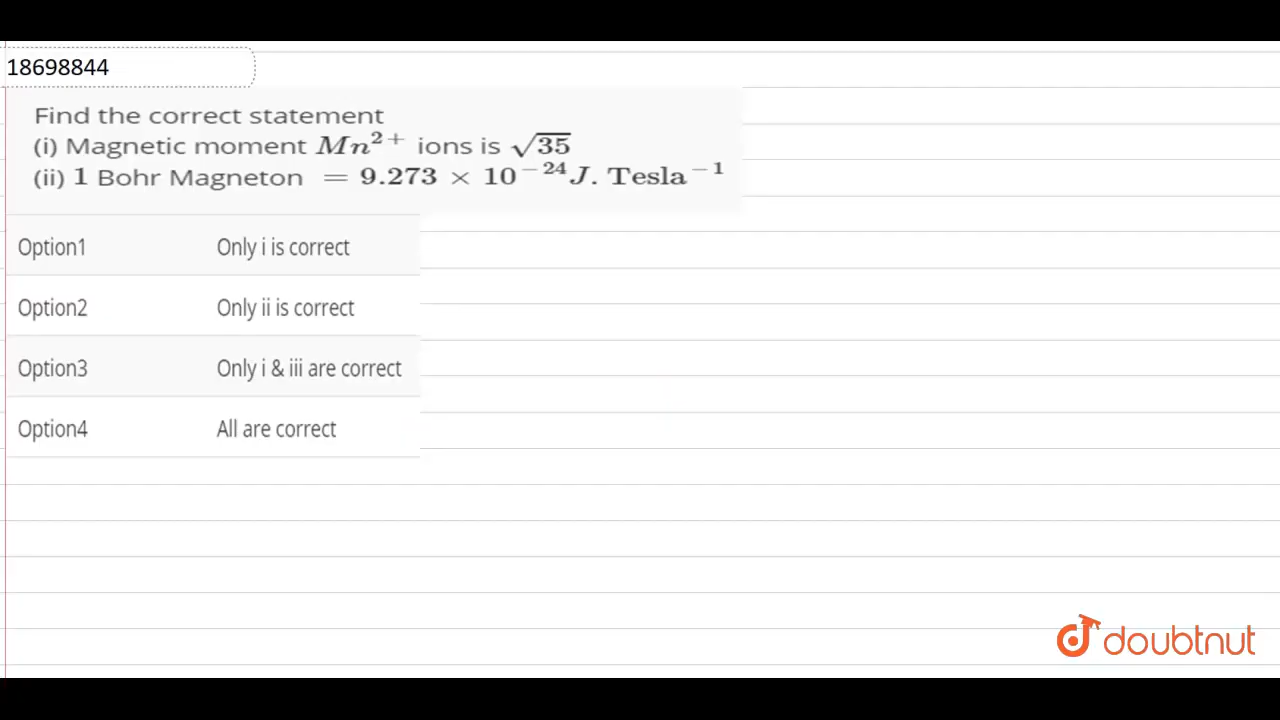 18698844
Find the correct statement
(i) Magnetic moment Mn²⁺ ions is √35
(ii) 1 Bohr Magneton = 9.273 × 10⁻²⁴ J. Tesla⁻¹
Option1 Only i is correct
Option2 Only ii is correct
Option3 Only i & iii are correct
Option4 All are correct
doubtnut